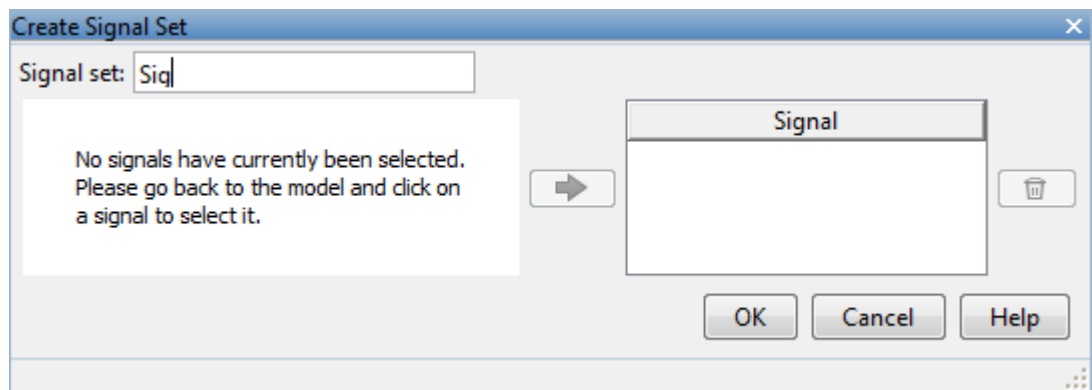 Create Signal Set
Signal set: Sig
No signals have currently been selected.
Please go back to the model and click on
a signal to select it.
Signal
OK Cancel Help